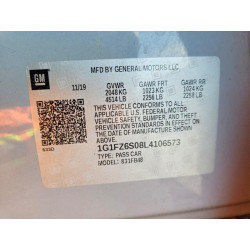 GM
MFD BY GENERAL MOTORS LLC
11/19
GVWR GAWR FRT GAWR RR
2048 KG 1023 KG 1024 KG
4514 LB 2256 LB 2258 LB
THIS VEHICLE CONFORMS TO ALL
APPLICABLE U.S. FEDERAL MOTOR
VEHICLE SAFETY, BUMPER, AND THEFT
PREVENTION STANDARDS IN EFFECT ON
THE DATE OF MANUFACTURE SHOWN ABOVE.
1G1FZ6S08L4106573
TYPE: PASS CAR
MODEL: 831FB48